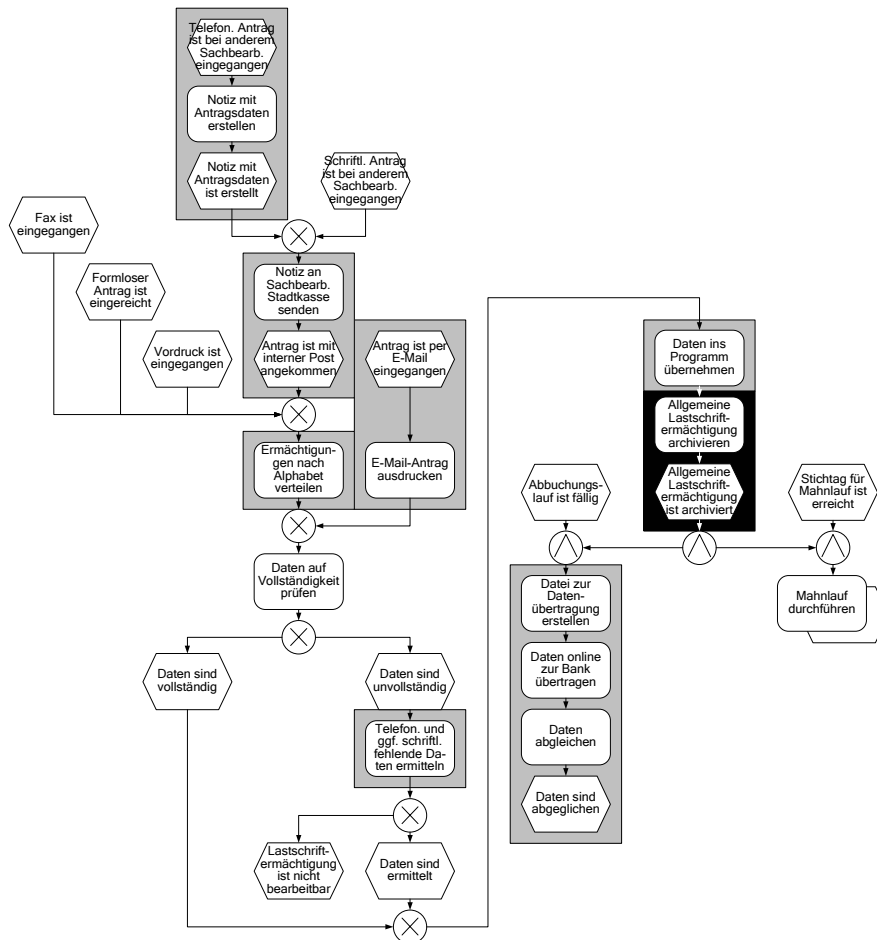 Telefon. Antrag
ist bei anderem
Sachbearb.
eingegangen
Notiz mit
Antragsdaten
erstellen
Notiz mit
Antragsdaten
ist erstellt
Schriftl. Antrag
ist bei anderem
Sachbearb.
eingegangen
Fax ist
eingegangen
Formloser
Antrag ist
eingereicht
Vordruck ist
eingegangen
Notiz an
Sachbearb.
Stadtkasse
senden
Antrag ist mit
interner Post
angekommen
Antrag ist per
E-Mail
eingegangen
Ermächtigun-
gen nach
Alphabet
verteilen
E-Mail-Antrag
ausdrucken
Daten auf
Vollständigkeit
prüfen
Daten sind
vollständig
Daten sind
unvollständig
Telefon. und
ggf. schriftl.
fehlende Da-
ten ermitteln
Lastschrift-
ermächtigung
ist nicht
bearbeitbar
Daten sind
ermittelt
Daten ins
Programm
übernehmen
Allgemeine
Lastschrift-
ermächtigung
archivieren
Allgemeine
Lastschrift-
ermächtigung
ist archiviert
Abbuchungs-
lauf ist fällig
Stichtag für
Mahnlauf ist
erreicht
Datei zur
Daten-
übertragung
erstellen
Daten online
zur Bank
übertragen
Daten
abgleichen
Daten sind
abgeglichen
Mahnlauf
durchführen